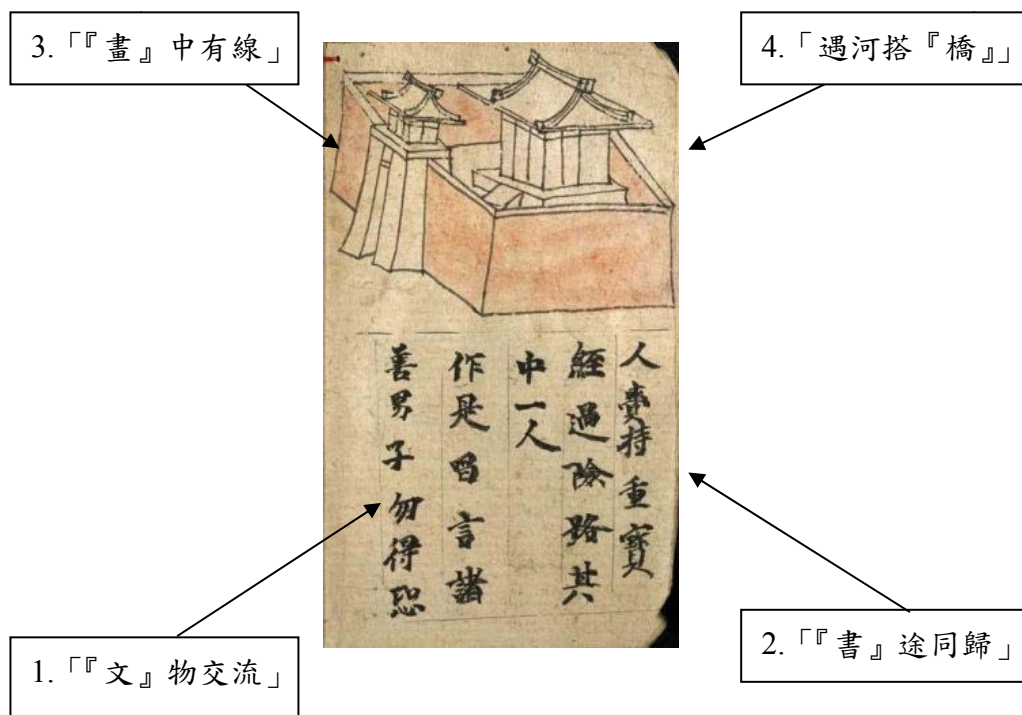 3.「『畫』中有線」
4.「遇河搭『橋』」
人賷持重寶
經過險路其
中一人
作是唱言諸
善男子勿得恐
1.「『文』物交流」
2.「『書』途同歸」